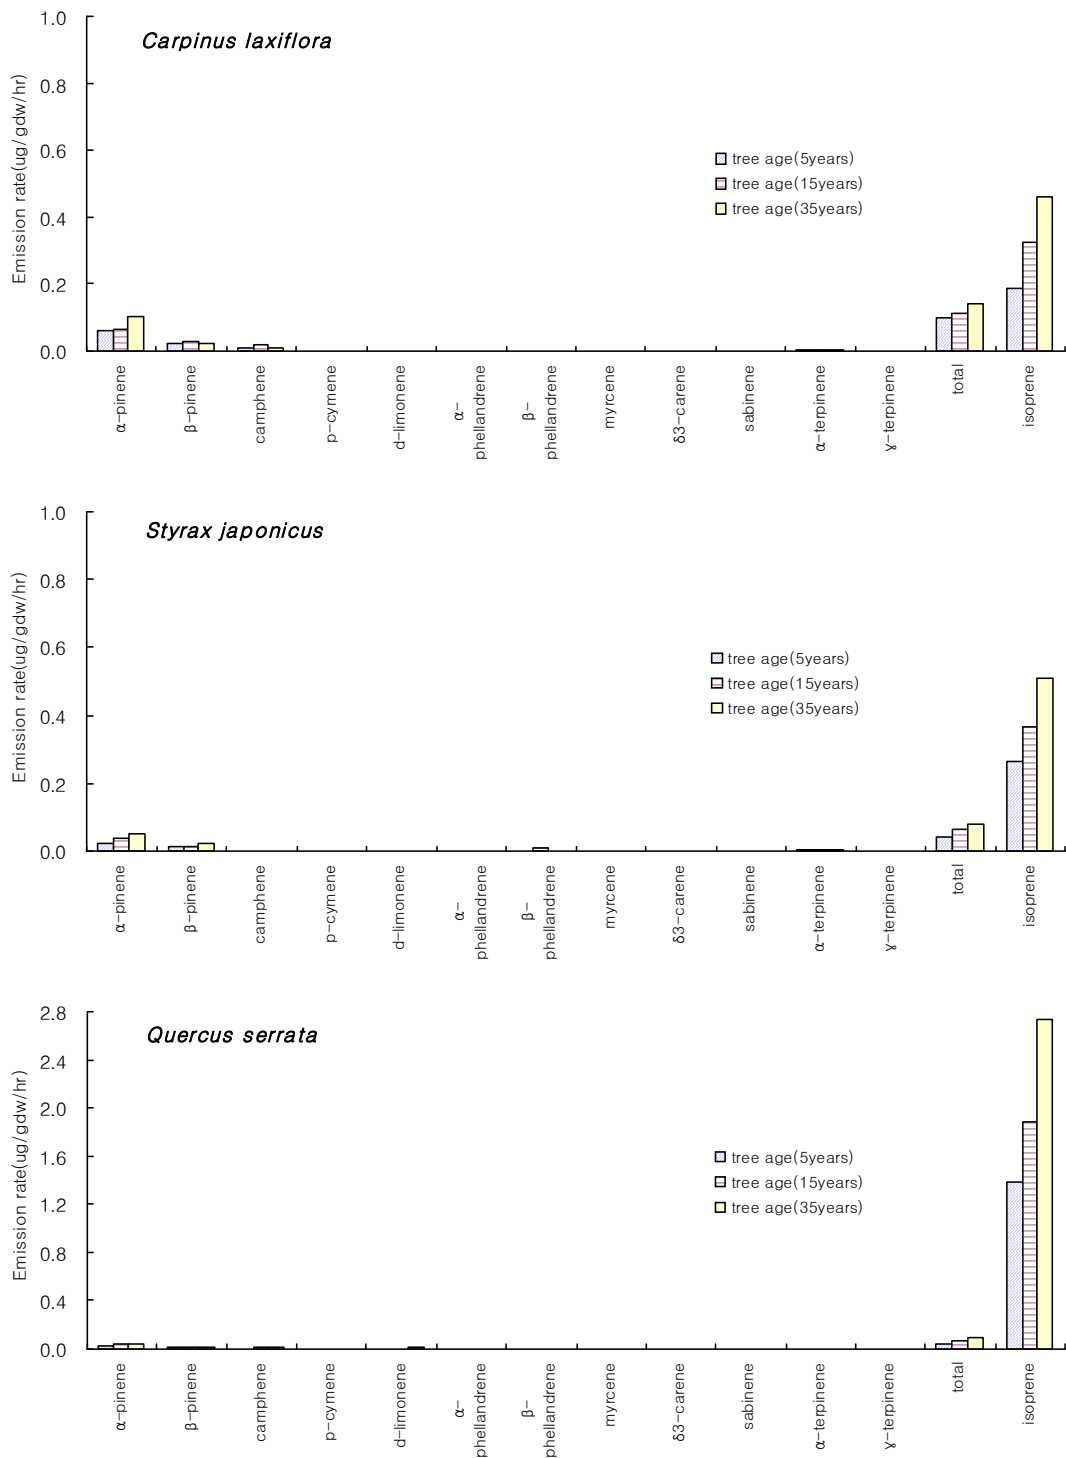 Carpinus laxiflora
Emission rate(ug/gdw/hr)
1.0
0.8
0.6
0.4
0.2
0.0
tree age(5years)
tree age(15years)
tree age(35years)
α-pinene
β-pinene
camphene
p-cymene
d-limonene
α-
phellandrene
β-
phellandrene
myrcene
δ3-carene
sabinene
α-terpinene
γ-terpinene
total
isoprene
Styrax japonicus
Emission rate(ug/gdw/hr)
1.0
0.8
0.6
0.4
0.2
0.0
tree age(5years)
tree age(15years)
tree age(35years)
α-pinene
β-pinene
camphene
p-cymene
d-limonene
α-
phellandrene
β-
phellandrene
myrcene
δ3-carene
sabinene
α-terpinene
γ-terpinene
total
isoprene
Quercus serrata
Emission rate(ug/gdw/hr)
2.8
2.4
2.0
1.6
1.2
0.8
0.4
0.0
tree age(5years)
tree age(15years)
tree age(35years)
α-pinene
β-pinene
camphene
p-cymene
d-limonene
α-
phellandrene
β-
phellandrene
myrcene
δ3-carene
sabinene
α-terpinene
γ-terpinene
total
isoprene